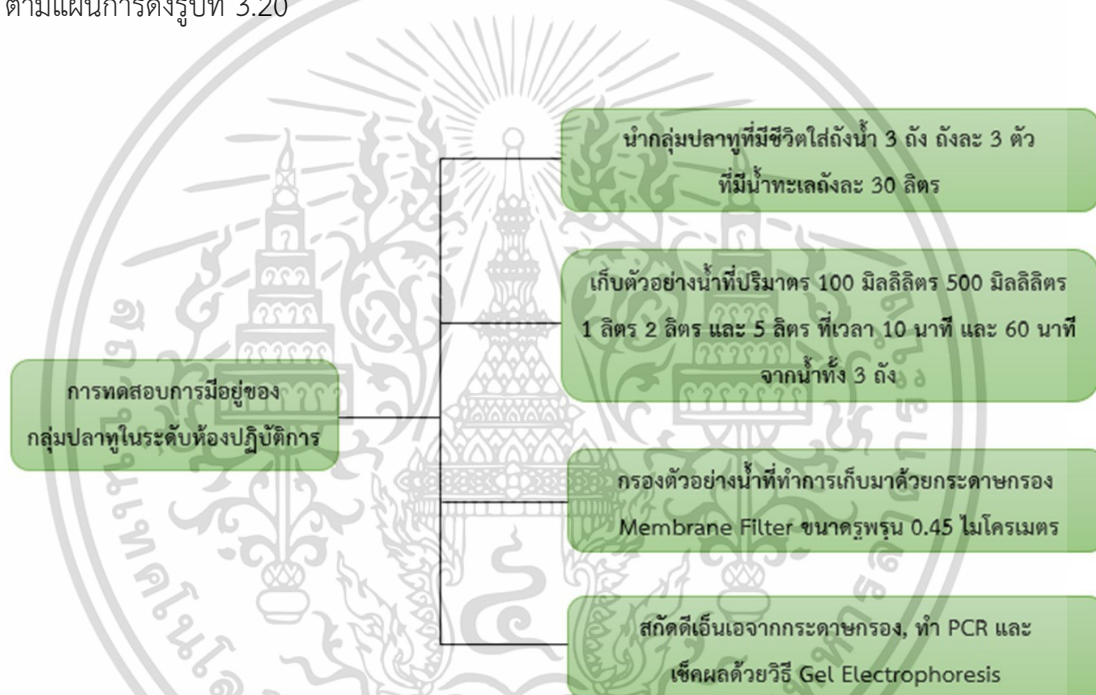 ตามแผนการดังรูปที่ 3.20
นำกลุ่มปลาทูที่มีชีวิตใส่ถังน้ำ 3 ถัง ถังละ 3 ตัว
ที่มีน้ำทะเลถังละ 30 ลิตร
เก็บตัวอย่างน้ำที่ปริมาตร 100 มิลลิลิตร 500 มิลลิลิตร
1 ลิตร 2 ลิตร และ 5 ลิตร ที่เวลา 10 นาที และ 60 นาที
จากน้ำทั้ง 3 ถัง
การทดสอบการมีอยู่ของ
กลุ่มปลาทูในระดับห้องปฏิบัติการ
กรองตัวอย่างน้ำที่ทำการเก็บมาด้วยกระดาษกรอง
Membrane Filter ขนาดรูพรุน 0.45 ไมโครเมตร
สกัดดีเอ็นเอจากกระดาษกรอง, ทำ PCR และ
เช็คผลด้วยวิธี Gel Electrophoresis